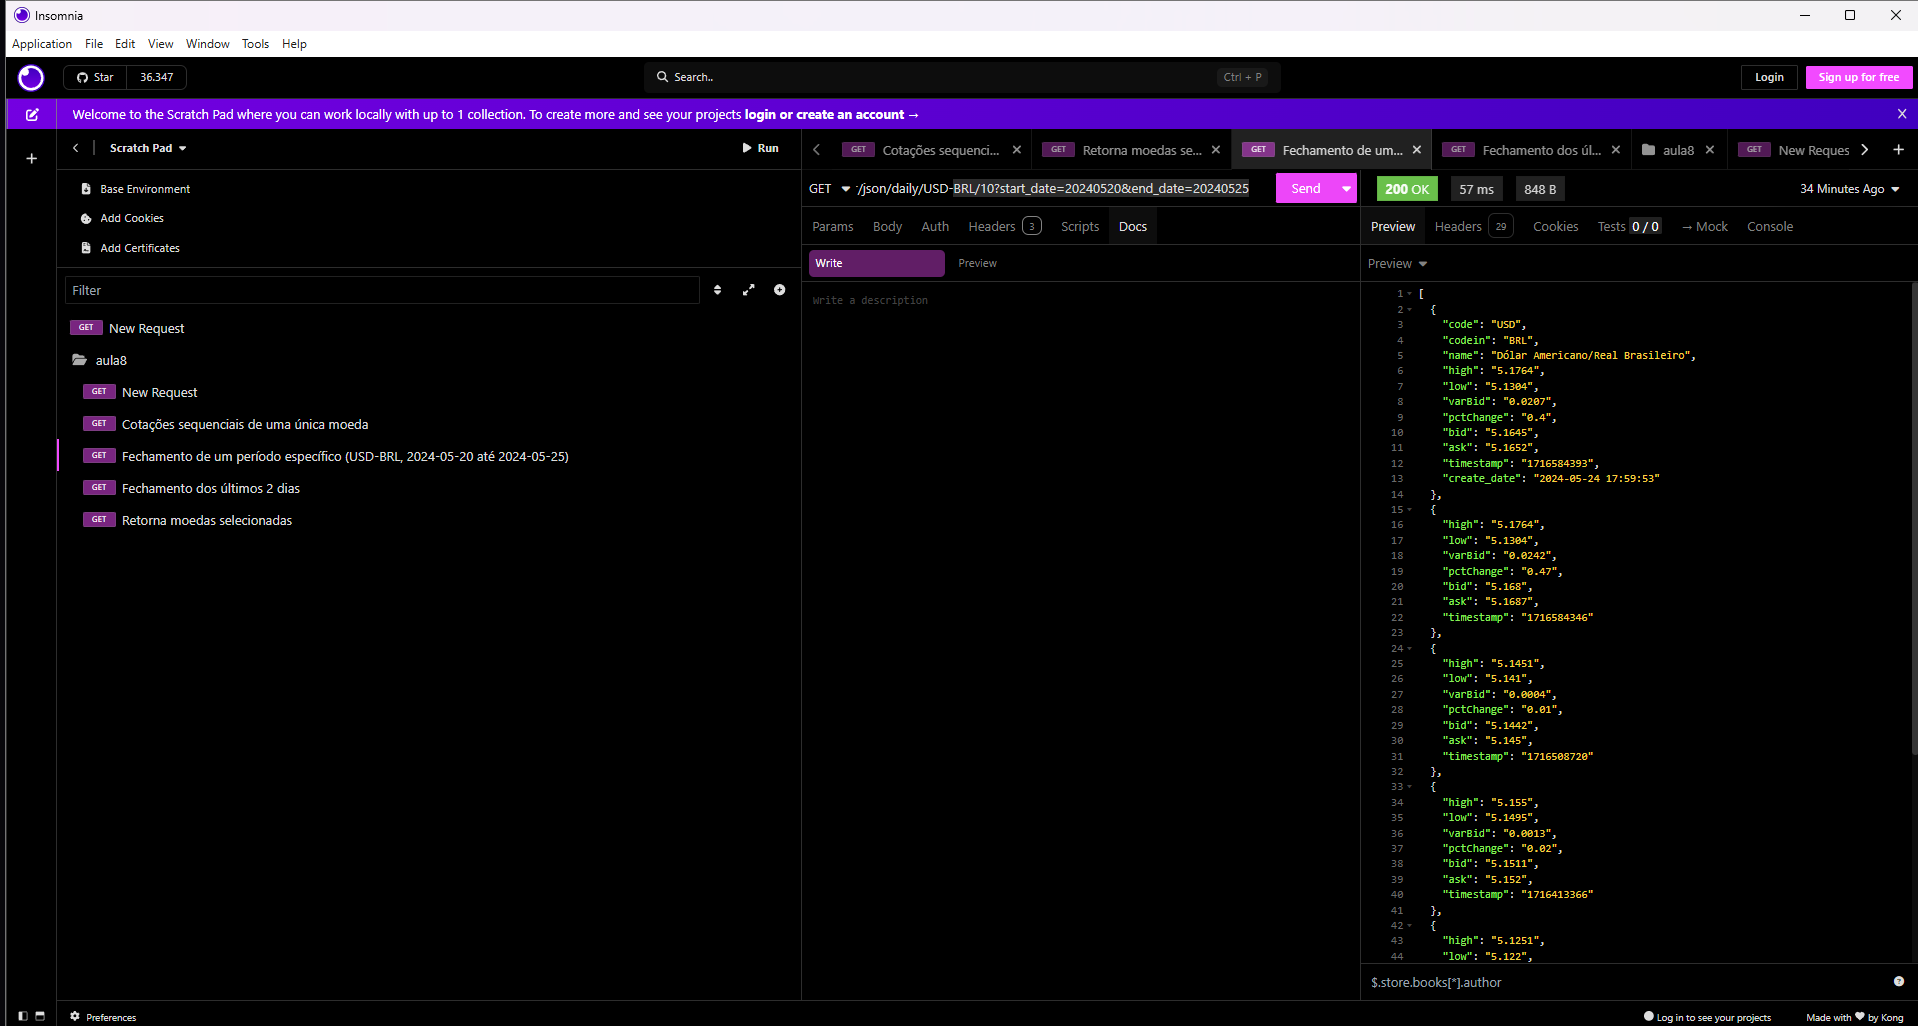 Insomnia
Application File Edit View Window Tools Help
Star 36.347
Search.. Ctrl + P
Login Sign up for free
Welcome to the Scratch Pad where you can work locally with up to 1 collection. To create more and see your projects login or create an account →
Scratch Pad Run
Base Environment
Add Cookies
Add Certificates
Filter
GET New Request
aula8
GET New Request
GET Cotações sequenciais de uma única moeda
GET Fechamento de um período específico (USD-BRL, 2024-05-20 até 2024-05-25)
GET Fechamento dos últimos 2 dias
GET Retorna moedas selecionadas
GET Cotações sequenci... GET Retorna moedas se... GET Fechamento de um... GET Fechamento dos úl... aula8 GET New Reques
GET /json/daily/USD-BRL/10?start_date=20240520&end_date=20240525 Send
Params Body Auth Headers 3 Scripts Docs
Write Preview
Write a description
200 OK 57 ms 848 B 34 Minutes Ago
Preview Headers 29 Cookies Tests 0 / 0 → Mock Console
Preview
1 [
2 {
3 "code": "USD",
4 "codein": "BRL",
5 "name": "Dólar Americano/Real Brasileiro",
6 "high": "5.1764",
7 "low": "5.1304",
8 "varBid": "0.0207",
9 "pctChange": "0.4",
10 "bid": "5.1645",
11 "ask": "5.1652",
12 "timestamp": "1716584393",
13 "create_date": "2024-05-24 17:59:53"
14 },
15 {
16 "high": "5.1764",
17 "low": "5.1304",
18 "varBid": "0.0242",
19 "pctChange": "0.47",
20 "bid": "5.168",
21 "ask": "5.1687",
22 "timestamp": "1716584346"
23 },
24 {
25 "high": "5.1451",
26 "low": "5.141",
27 "varBid": "0.0004",
28 "pctChange": "0.01",
29 "bid": "5.1442",
30 "ask": "5.145",
31 "timestamp": "1716508720"
32 },
33 {
34 "high": "5.155",
35 "low": "5.1495",
36 "varBid": "0.0013",
37 "pctChange": "0.02",
38 "bid": "5.1511",
39 "ask": "5.152",
40 "timestamp": "1716413366"
41 },
42 {
43 "high": "5.1251",
44 "low": "5.122",
$.store.books[*].author
Preferences
Log in to see your projects Made with ♥ by Kong